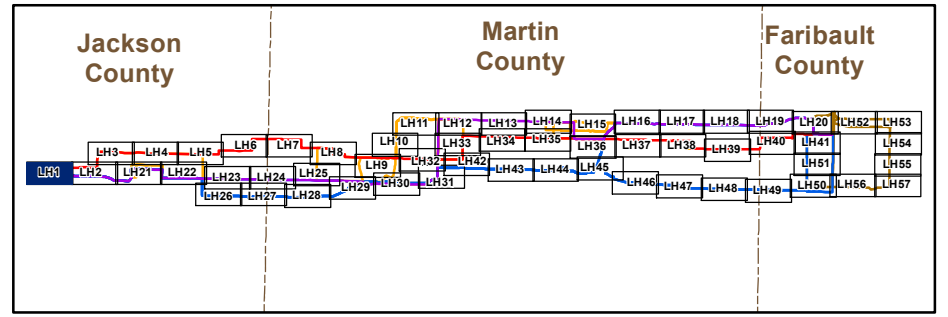 Jackson
County
Martin
County
Faribault
County
LH11 LH12 LH13 LH14 LH15 LH16 LH17 LH18 LH19 LH20 LH52 LH53
LH10 LH33 LH34 LH35 LH36 LH37 LH38 LH39 LH40 LH41 LH54
LH3 LH4 LH5 LH6 LH7 LH8 LH32 LH42
LH1 LH2 LH21 LH22 LH23 LH24 LH25 LH9 LH43 LH44 LH45 LH51 LH55
LH29 LH30 LH31 LH46 LH47 LH48 LH49 LH50 LH56 LH57
LH26 LH27 LH28